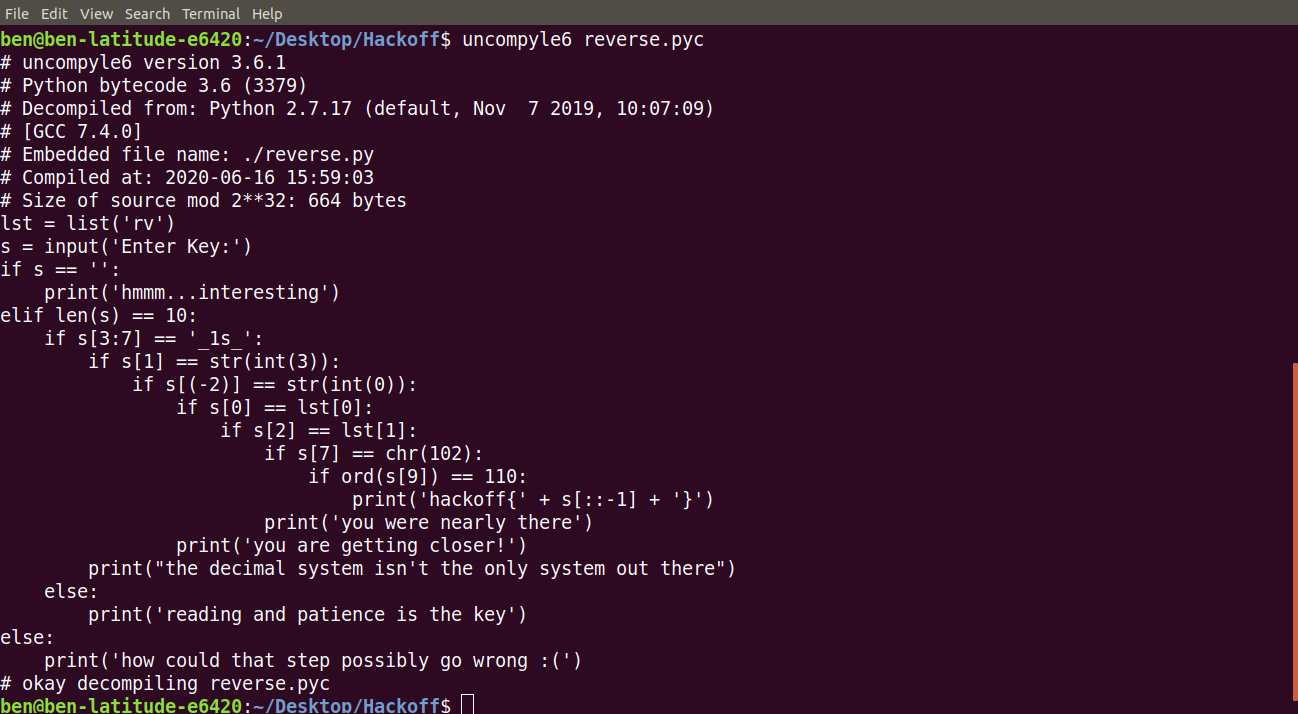 File Edit View Search Terminal Help
ben@ben-latitude-e6420:~/Desktop/Hackoff$ uncompyle6 reverse.pyc
# uncompyle6 version 3.6.1
# Python bytecode 3.6 (3379)
# Decompiled from: Python 2.7.17 (default, Nov  7 2019, 10:07:09)
# [GCC 7.4.0]
# Embedded file name: ./reverse.py
# Compiled at: 2020-06-16 15:59:03
# Size of source mod 2**32: 664 bytes
lst = list('rv')
s = input('Enter Key:')
if s == '':
    print('hmmm...interesting')
elif len(s) == 10:
    if s[3:7] == '_1s_':
        if s[1] == str(int(3)):
            if s[(-2)] == str(int(0)):
                if s[0] == lst[0]:
                    if s[2] == lst[1]:
                        if s[7] == chr(102):
                            if ord(s[9]) == 110:
                                print('hackoff{' + s[::-1] + '}')
                        print('you were nearly there')
                print('you are getting closer!')
        print("the decimal system isn't the only system out there")
    else:
        print('reading and patience is the key')
else:
    print('how could that step possibly go wrong :(')
# okay decompiling reverse.pyc
ben@ben-latitude-e6420:~/Desktop/Hackoff$